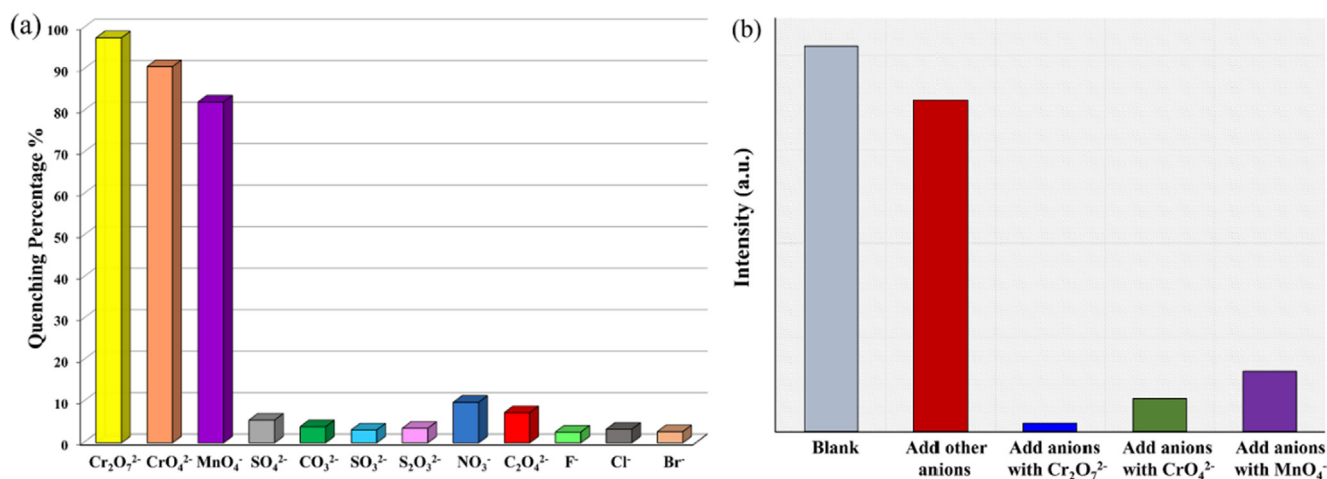 (a)
Quenching Percentage %
100
90
80
70
60
50
40
30
20
10
0
Cr₂O₇²⁻ CrO₄²⁻ MnO₄⁻ SO₄²⁻ CO₃²⁻ SO₃²⁻ S₂O₃²⁻ NO₃⁻ C₂O₄²⁻ F⁻ Cl⁻ Br⁻
(b)
Intensity (a.u.)
Blank
Add other
anions
Add anions
with Cr₂O₇²⁻
Add anions
with CrO₄²⁻
Add anions
with MnO₄⁻